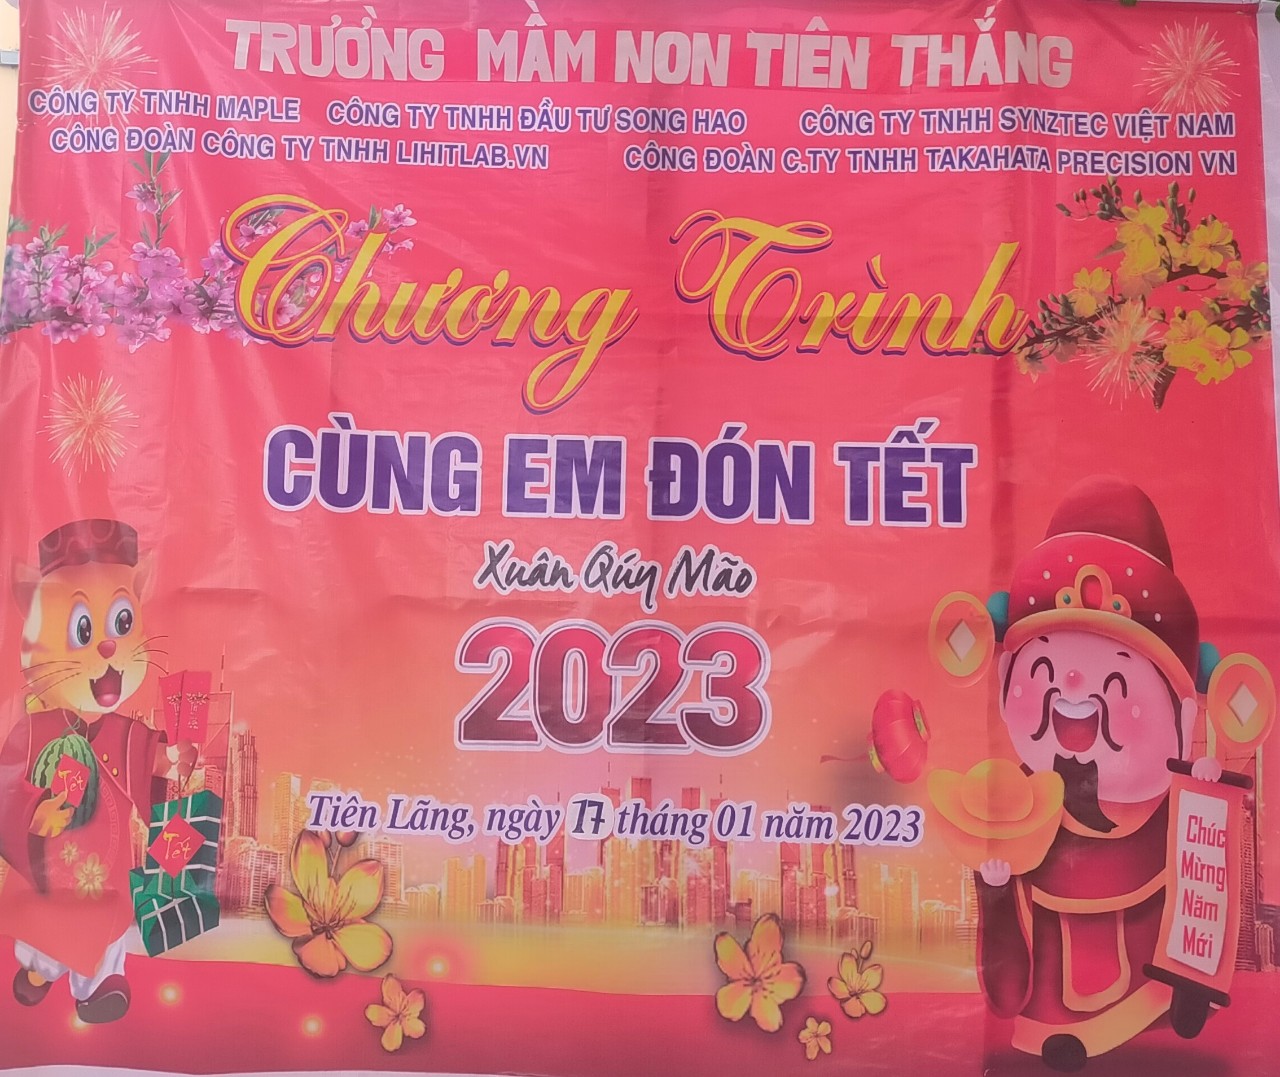 TRƯỜNG MẦM NON TIÊN THẮNG
CÔNG TY TNHH MAPLE CÔNG TY TNHH ĐẦU TƯ SONG HAO CÔNG TY TNHH SYNZTEC VIỆT NAM
CÔNG ĐOÀN CÔNG TY TNHH LIHITLAB.VN CÔNG ĐOÀN C.TY TNHH TAKAHATA PRECISION VN
Chương Trình
CÙNG EM ĐÓN TẾT
Xuân Qúy Mão
2023
Tiên Lãng, ngày 17 tháng 01 năm 2023
Tết
Tết
Chúc
Mừng
Năm
Mới